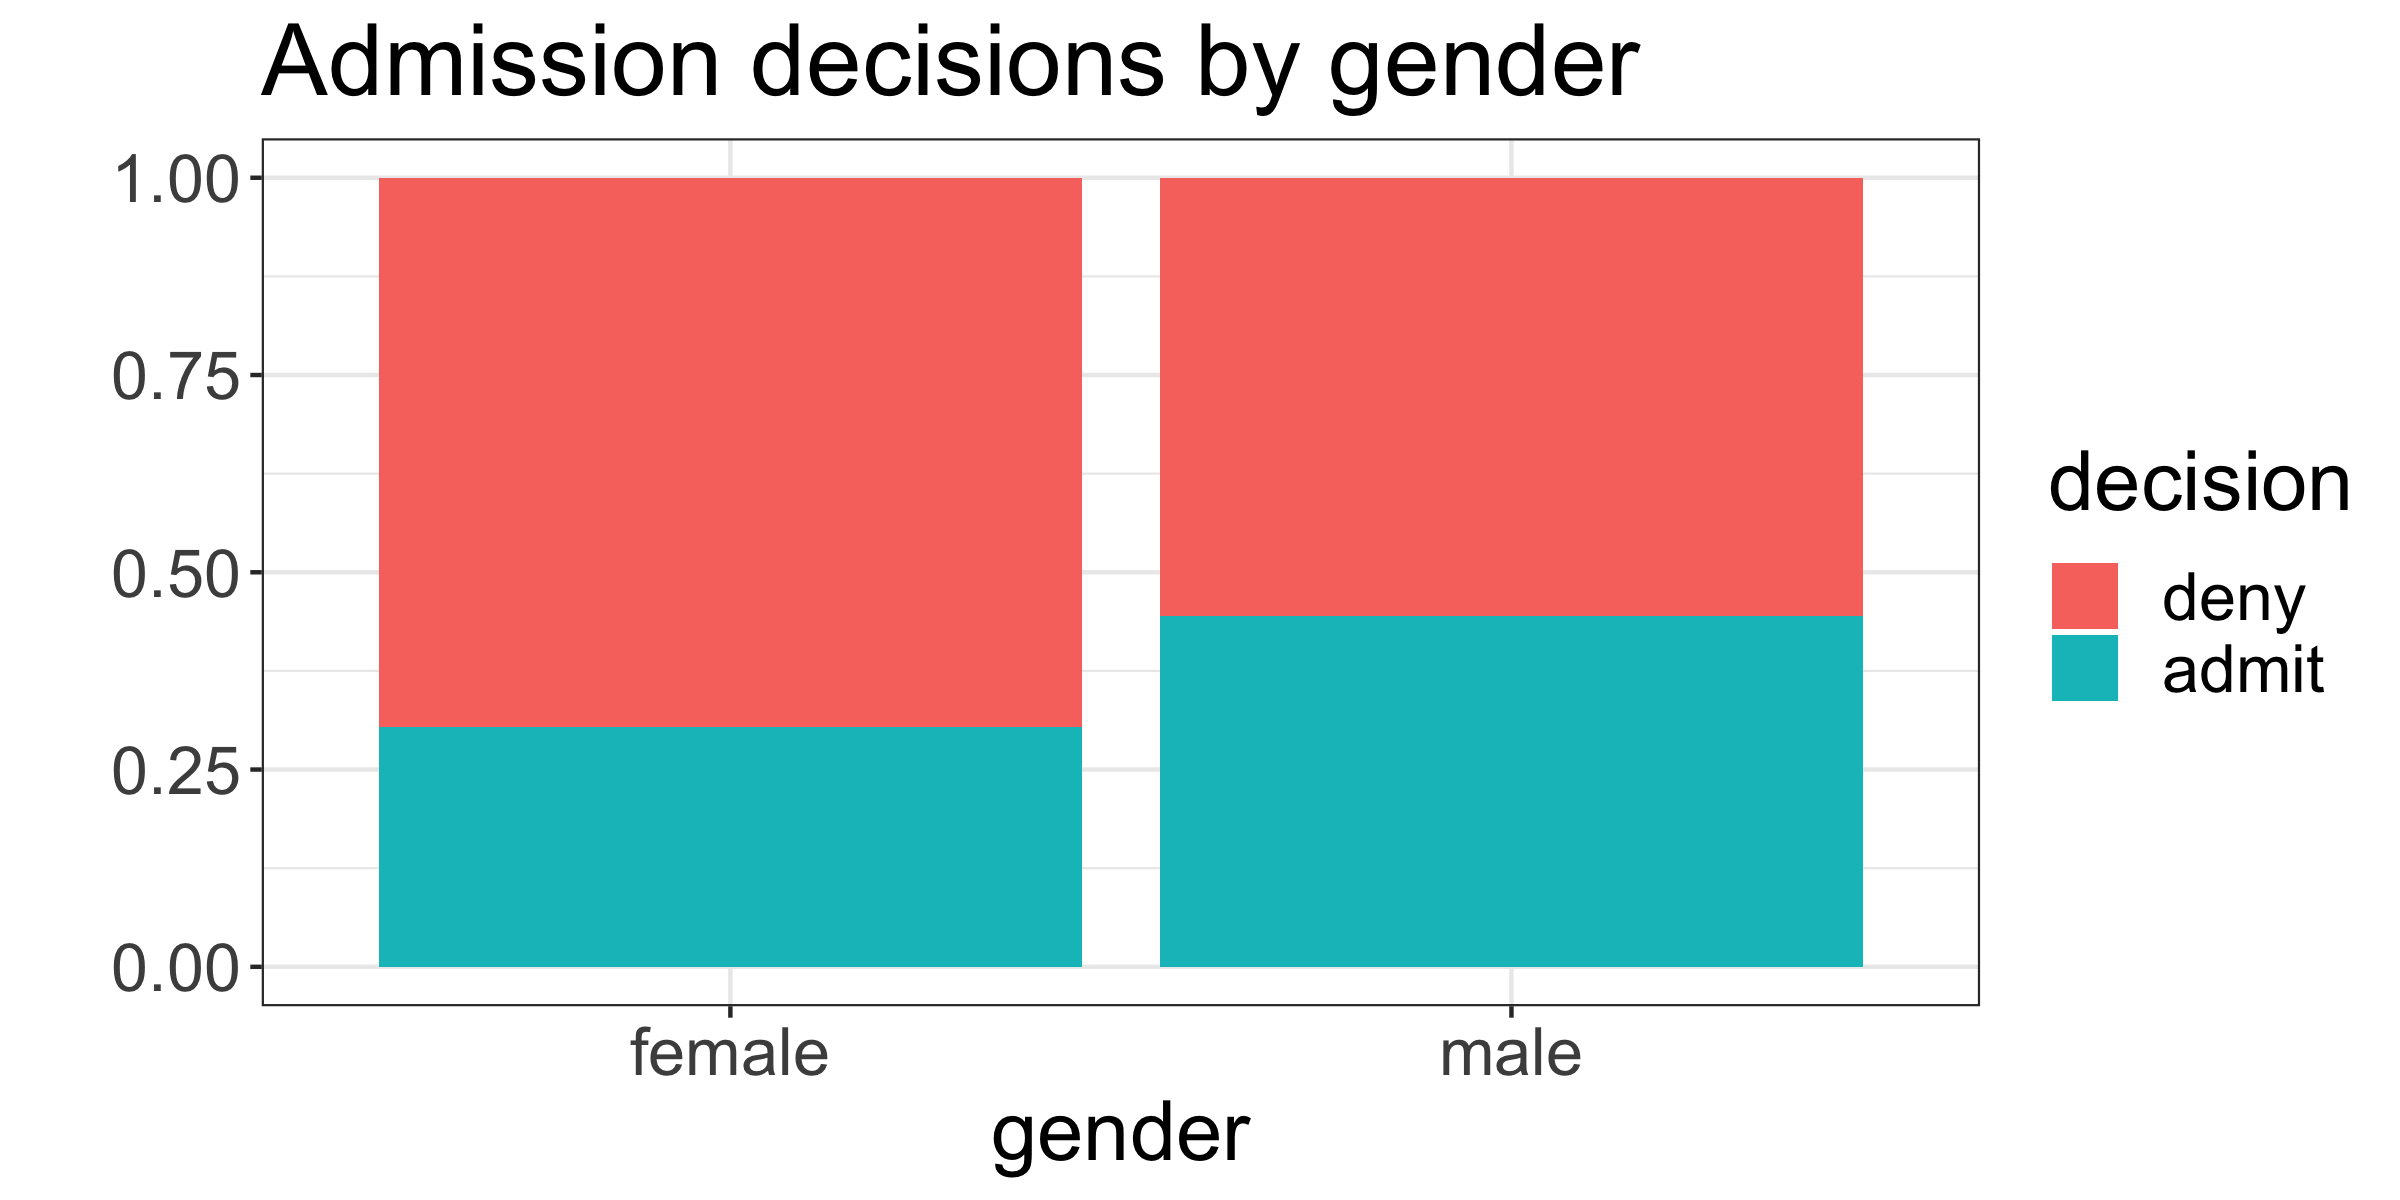 Admission decisions by gender
1.00
0.75
0.50
0.25
0.00
female male
gender
decision
deny
admit